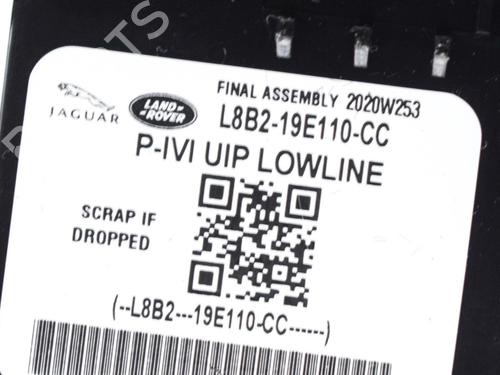 FINAL ASSEMBLY 2020W253
JAGUAR
LAND ROVER
L8B2-19E110-CC
P-IVI UIP LOWLINE
SCRAP IF
DROPPED
(--L8B2---19E110-CC------)